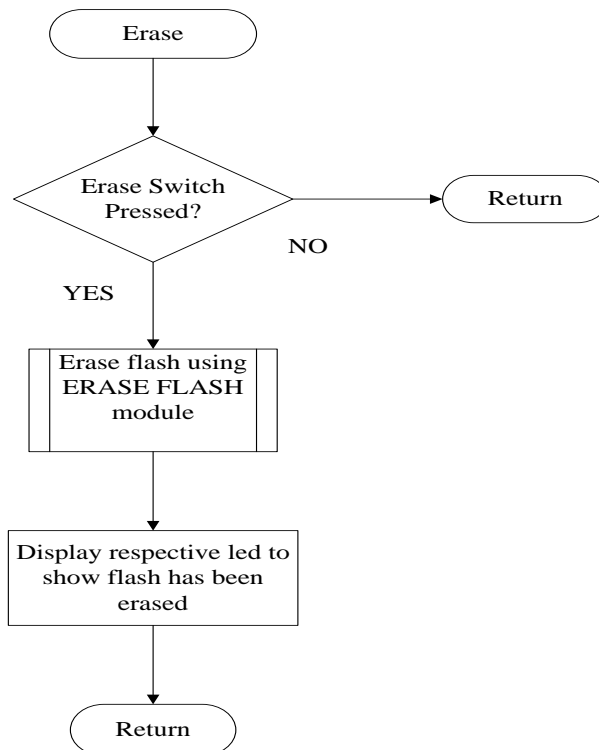 Erase
Erase Switch
Pressed?
Return
NO
YES
Erase flash using
ERASE FLASH
module
Display respective led to
show flash has been
erased
Return